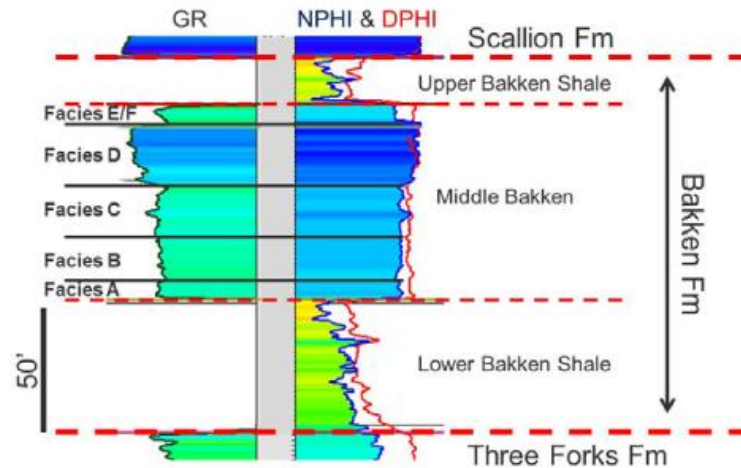 GR
NPHI & DPHI
Scallion Fm
Upper Bakken Shale
Facies E/F
Facies D
Facies C
Middle Bakken
Facies B
Facies A
Bakken Fm
50'
Lower Bakken Shale
Three Forks Fm